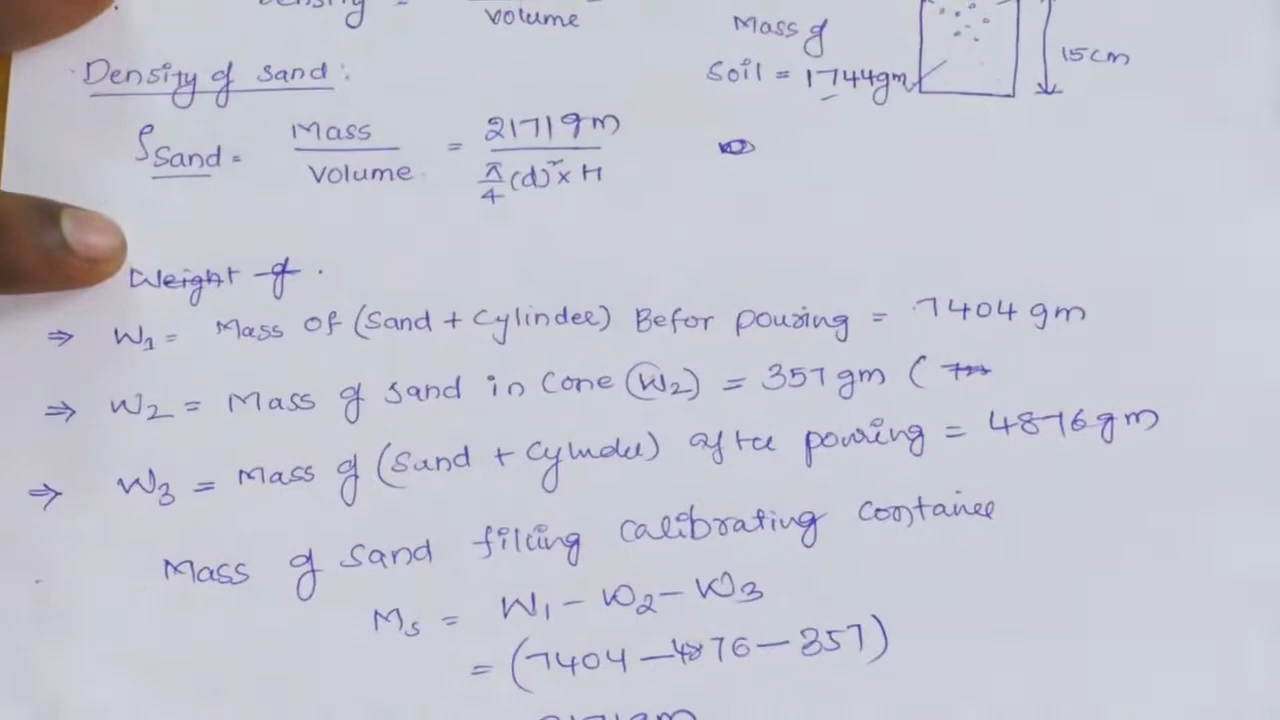 Density = 
volume
Mass of
Soil = 1744gm
15cm
Density of sand:
ρSand = Mass / Volume = 2171gm / π/4 (d)² × H
Weight of .
⇒ W1 = Mass of (Sand + Cylinder) Befor pouring = 7404 gm
⇒ W2 = Mass of sand in Cone (W2) = 357 gm (
⇒ W3 = Mass of (Sand + Cylinder) after pouring = 4876gm
Mass of sand filling calibrating container
Ms = W1 - W2 - W3
= (7404 - 4876 - 357)